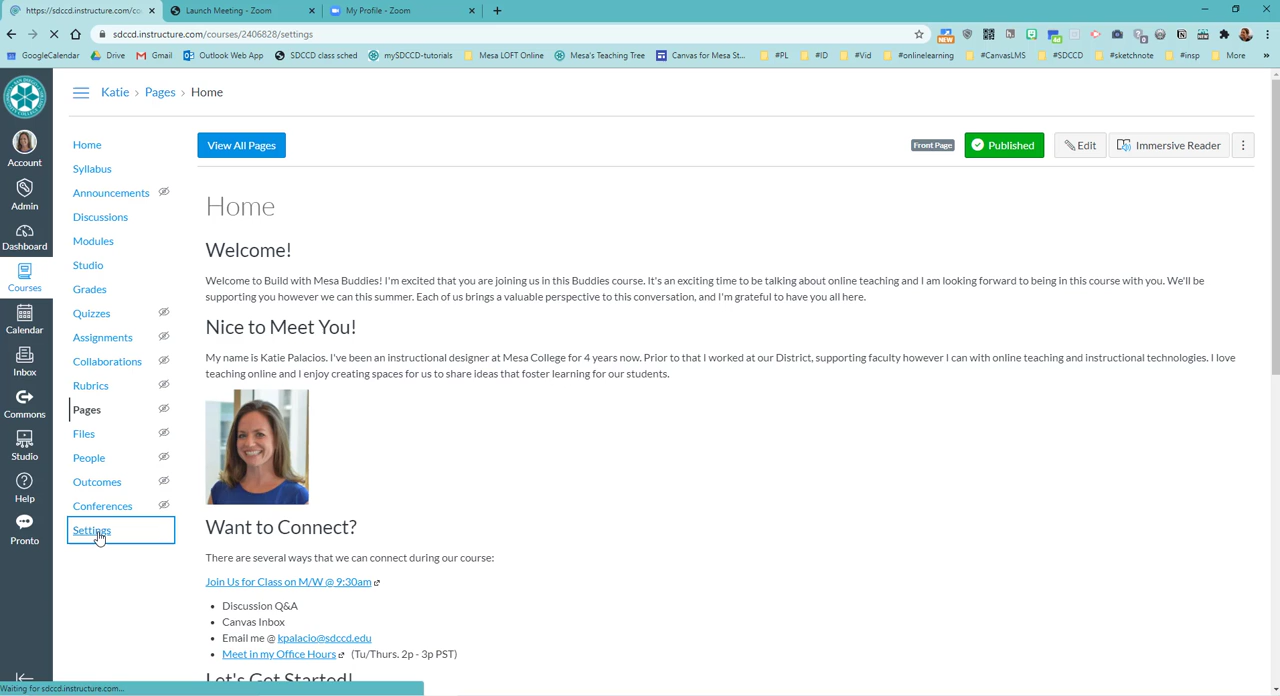 https://sdccd.instructure.com/cou
Launch Meeting - Zoom
My Profile - Zoom
sdccd.instructure.com/courses/2406828/settings
GoogleCalendar
Drive
Gmail
Outlook Web App
SDCCD class sched
mySDCCD-tutorials
Mesa LOFT Online
Mesa's Teaching Tree
Canvas for Mesa St...
#PL
#ID
#Vid
#onlinelearning
#CanvasLMS
#SDCCD
#sketchnote
#insp
More
NEW
Katie > Pages > Home
Account
Admin
Dashboard
Courses
Calendar
Inbox
Commons
Studio
Help
Pronto
Home
Syllabus
Announcements
Discussions
Modules
Studio
Grades
Quizzes
Assignments
Collaborations
Rubrics
Pages
Files
People
Outcomes
Conferences
Settings
View All Pages
Front Page
Published
Edit
Immersive Reader
Home
Welcome!
Welcome to Build with Mesa Buddies! I'm excited that you are joining us in this Buddies course. It's an exciting time to be talking about online teaching and I am looking forward to being in this course with you. We'll be
supporting you however we can this summer. Each of us brings a valuable perspective to this conversation, and I'm grateful to have you all here.
Nice to Meet You!
My name is Katie Palacios. I've been an instructional designer at Mesa College for 4 years now. Prior to that I worked at our District, supporting faculty however I can with online teaching and instructional technologies. I love
teaching online and I enjoy creating spaces for us to share ideas that foster learning for our students.
Want to Connect?
There are several ways that we can connect during our course:
Join Us for Class on M/W @ 9:30am
Discussion Q&A
Canvas Inbox
Email me @ kpalacio@sdccd.edu
Meet in my Office Hours (Tu/Thurs. 2p - 3p PST)
Let's Get Started!
Waiting for sdccd.instructure.com...